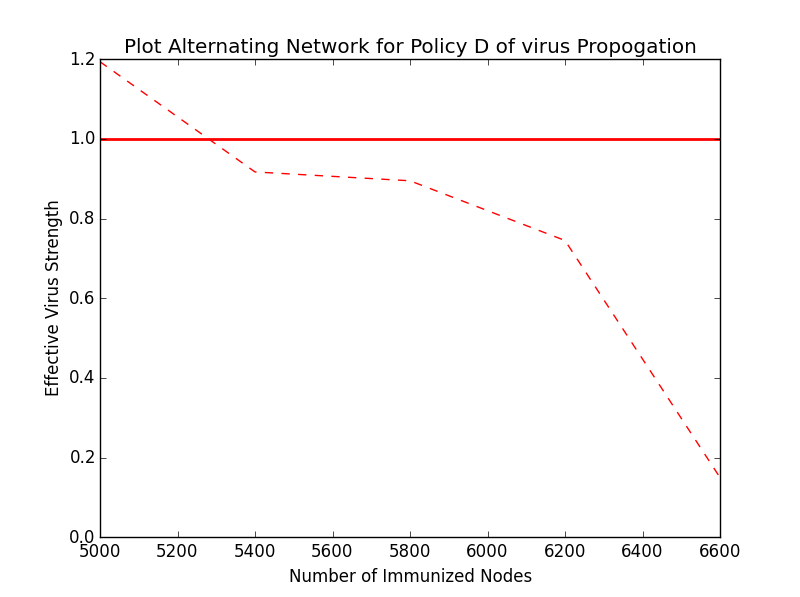 Plot Alternating Network for Policy D of virus Propogation
1.2
1.0
0.8
0.6
0.4
0.2
0.0
Effective Virus Strength
5000 5200 5400 5600 5800 6000 6200 6400 6600
Number of Immunized Nodes